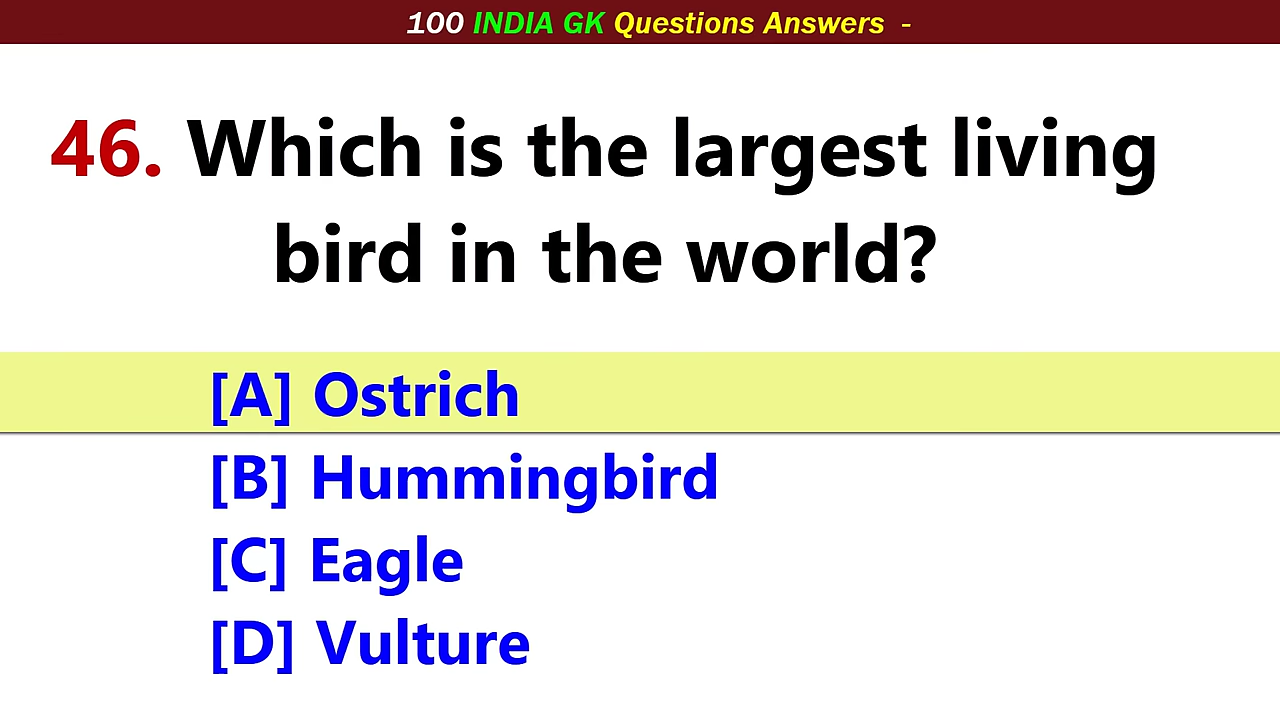 100 INDIA GK Questions Answers -
46. Which is the largest living
bird in the world?
[A] Ostrich
[B] Hummingbird
[C] Eagle
[D] Vulture